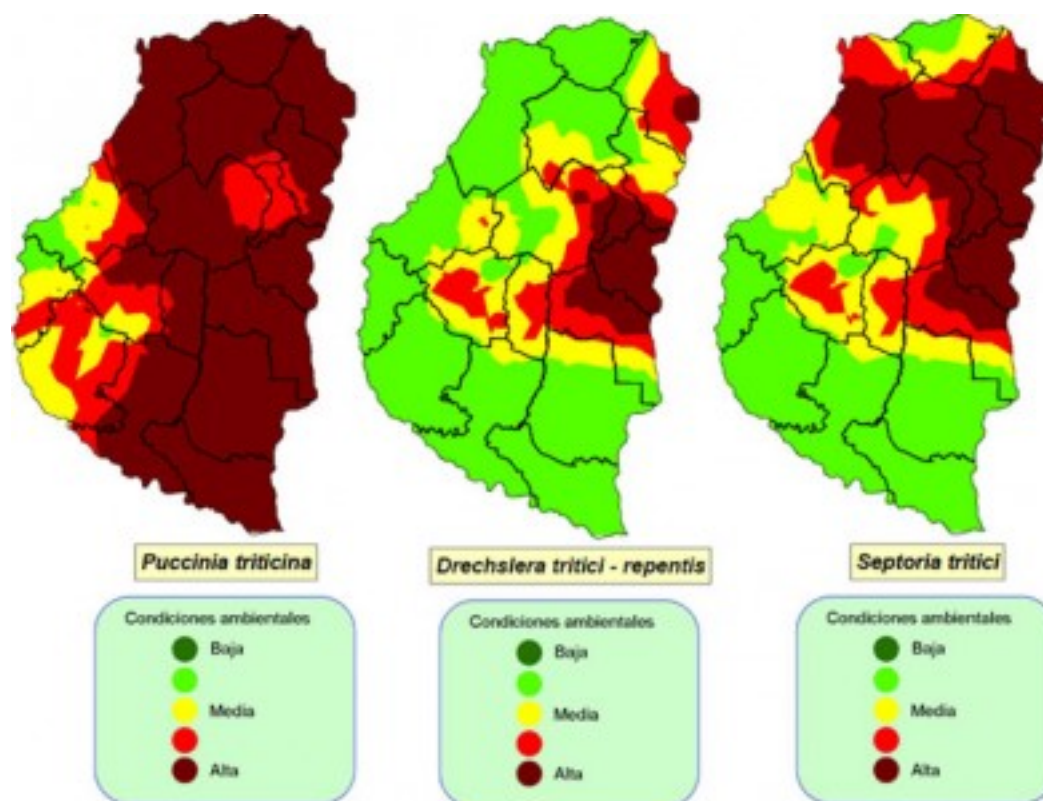 Puccinia triticina
Drechslera tritici - repentis
Septoria tritici
Condiciones ambientales
Baja
Media
Alta
Condiciones ambientales
Baja
Media
Alta
Condiciones ambientales
Baja
Media
Alta